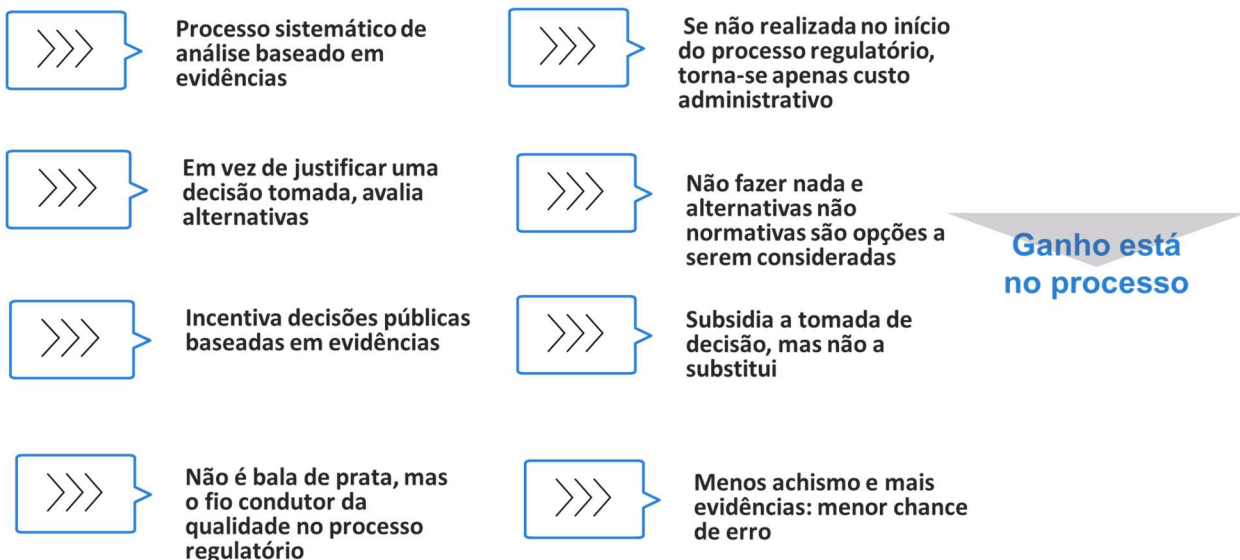 Processo sistemático de
análise baseado em
evidências
Em vez de justificar uma
decisão tomada, avalia
alternativas
Incentiva decisões públicas
baseadas em evidências
Não é bala de prata, mas
o fio condutor da
qualidade no processo
regulatório
Se não realizada no início
do processo regulatório,
torna-se apenas custo
administrativo
Não fazer nada e
alternativas não
normativas são opções a
serem consideradas
Subsidia a tomada de
decisão, mas não a
substitui
Menos achismo e mais
evidências: menor chance
de erro
Ganho está
no processo